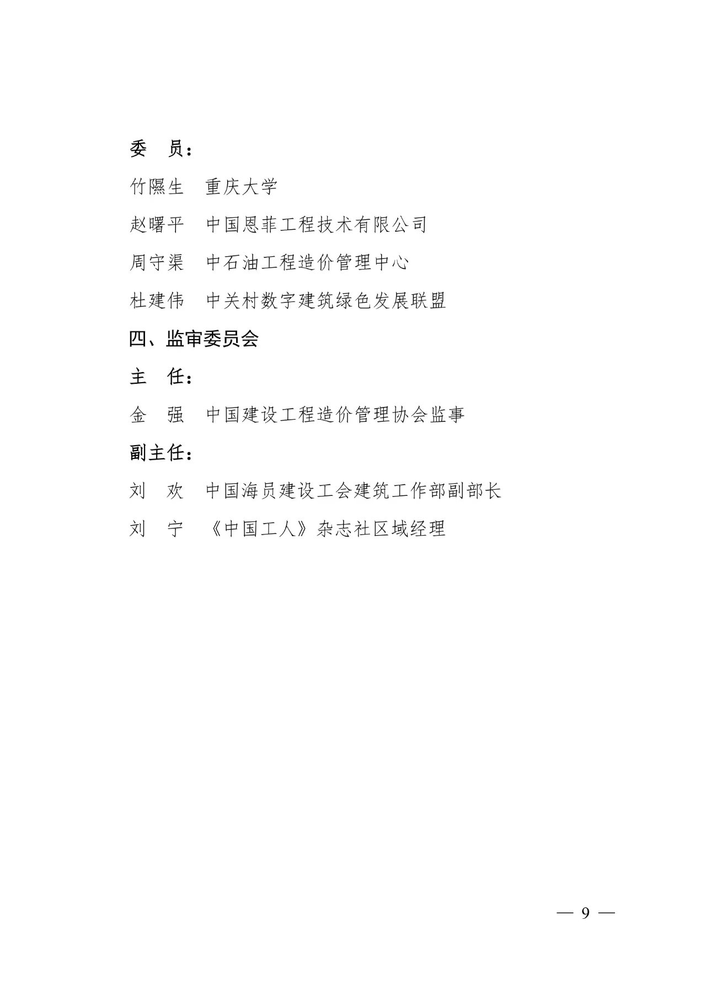 委　员：
竹隰生　重庆大学
赵曙平　中国恩菲工程技术有限公司
周守渠　中石油工程造价管理中心
杜建伟　中关村数字建筑绿色发展联盟
四、监审委员会
主　任：
金　强　中国建设工程造价管理协会监事
副主任：
刘　欢　中国海员建设工会建筑工作部副部长
刘　宁　《中国工人》杂志社区域经理
— 9 —